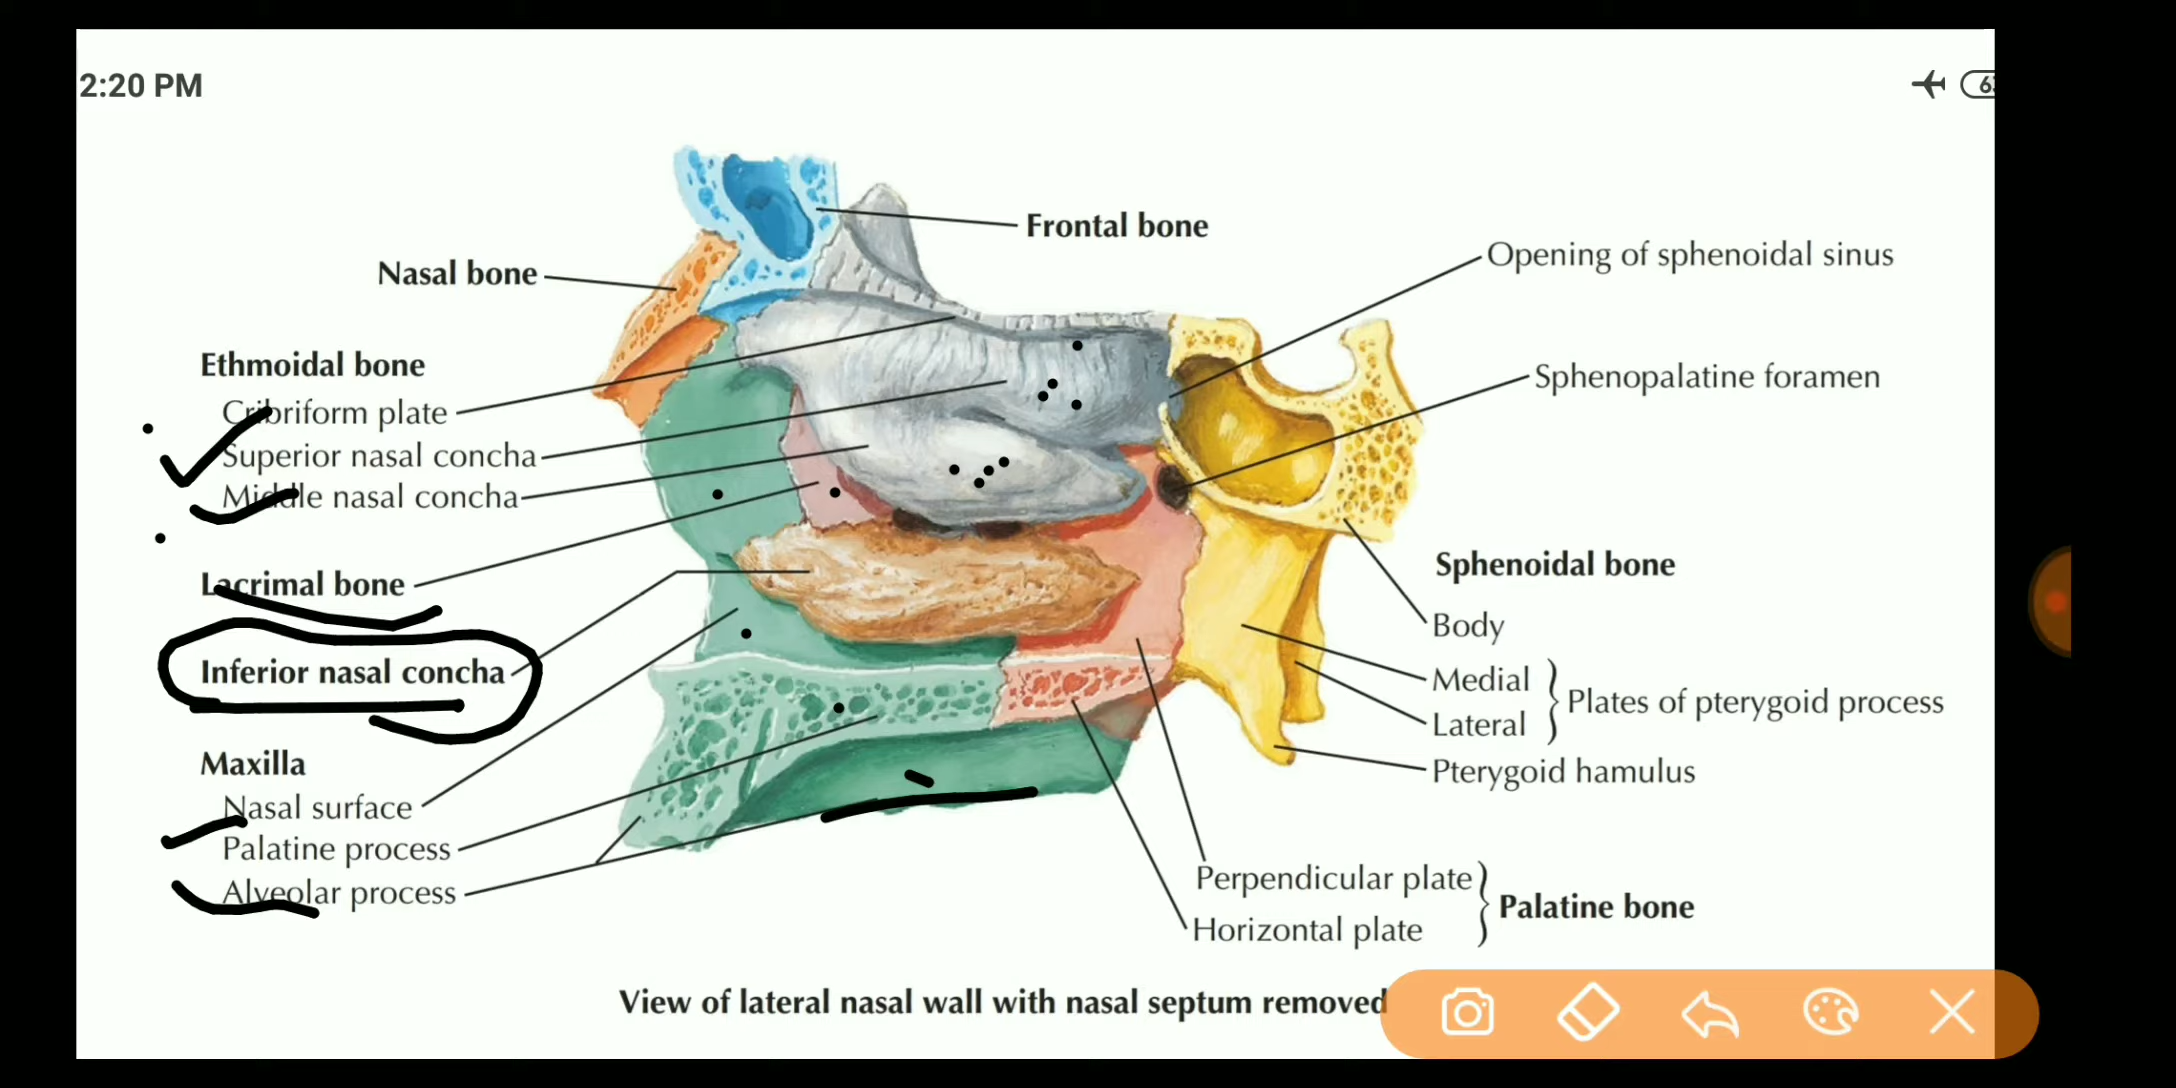 2:20 PM
6
Frontal bone
Nasal bone
Opening of sphenoidal sinus
Ethmoidal bone
Cribriform plate
Superior nasal concha
Middle nasal concha
Sphenopalatine foramen
Lacrimal bone
Inferior nasal concha
Sphenoidal bone
Body
Medial
Lateral
Plates of pterygoid process
Pterygoid hamulus
Maxilla
Nasal surface
Palatine process
Alveolar process
Perpendicular plate
Horizontal plate
Palatine bone
View of lateral nasal wall with nasal septum removed